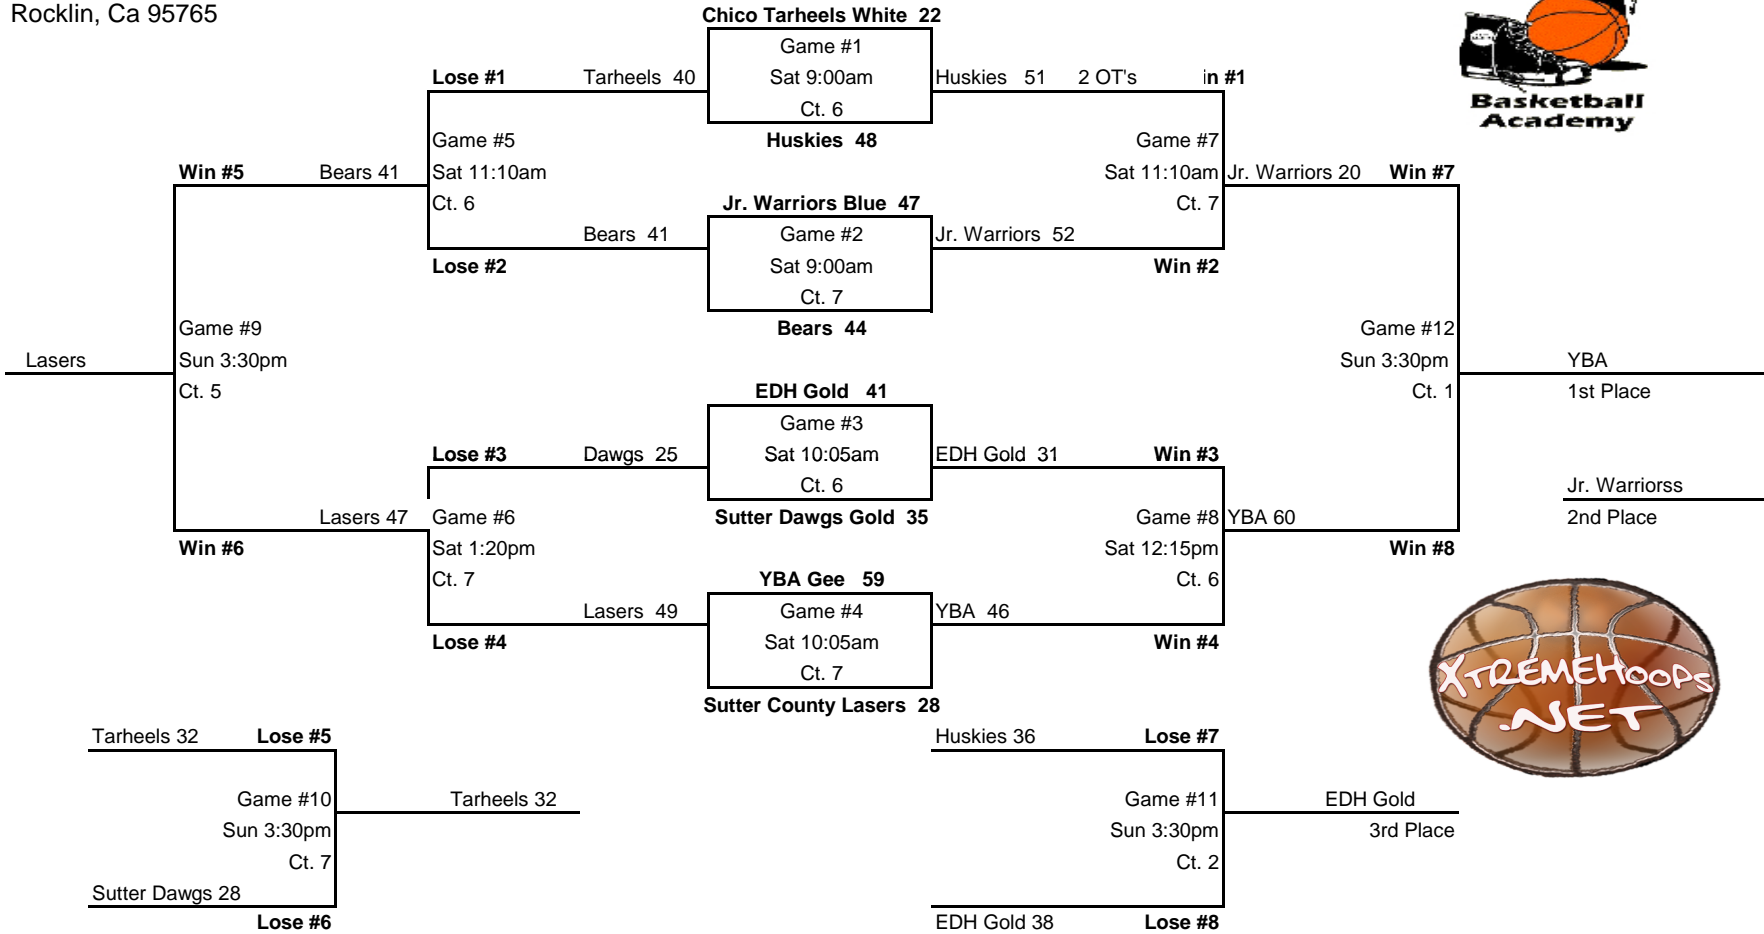 Rocklin, Ca 95765
Chico Tarheels White 22
Game #1
Lose #1 Tarheels 40 Sat 9:00am Huskies 51 2 OT's in #1
Ct. 6
Game #5 Huskies 48 Game #7
Win #5 Bears 41 Sat 11:10am Sat 11:10am Jr. Warriors 20 Win #7
Ct. 6 Jr. Warriors Blue 47 Ct. 7
Bears 41 Game #2 Jr. Warriors 52
Lose #2 Sat 9:00am Win #2
Ct. 7
Game #9 Bears 44 Game #12
Lasers Sun 3:30pm Sun 3:30pm YBA
Ct. 5 EDH Gold 41 Ct. 1 1st Place
Game #3
Lose #3 Dawgs 25 Sat 10:05am EDH Gold 31 Win #3
Ct. 6 Jr. Warriorss
Lasers 47 Game #6 Sutter Dawgs Gold 35 Game #8 YBA 60 2nd Place
Win #6 Sat 1:20pm Sat 12:15pm Win #8
Ct. 7 YBA Gee 59 Ct. 6
Lasers 49 Game #4 YBA 46
Lose #4 Sat 10:05am Win #4
Ct. 7
Sutter County Lasers 28
Tarheels 32 Lose #5 Huskies 36 Lose #7
Game #10 Tarheels 32 Game #11 EDH Gold
Sun 3:30pm Sun 3:30pm 3rd Place
Ct. 7 Ct. 2
Sutter Dawgs 28
Lose #6 EDH Gold 38 Lose #8
Basketball
Academy
XTREMEHOOPS
.NET